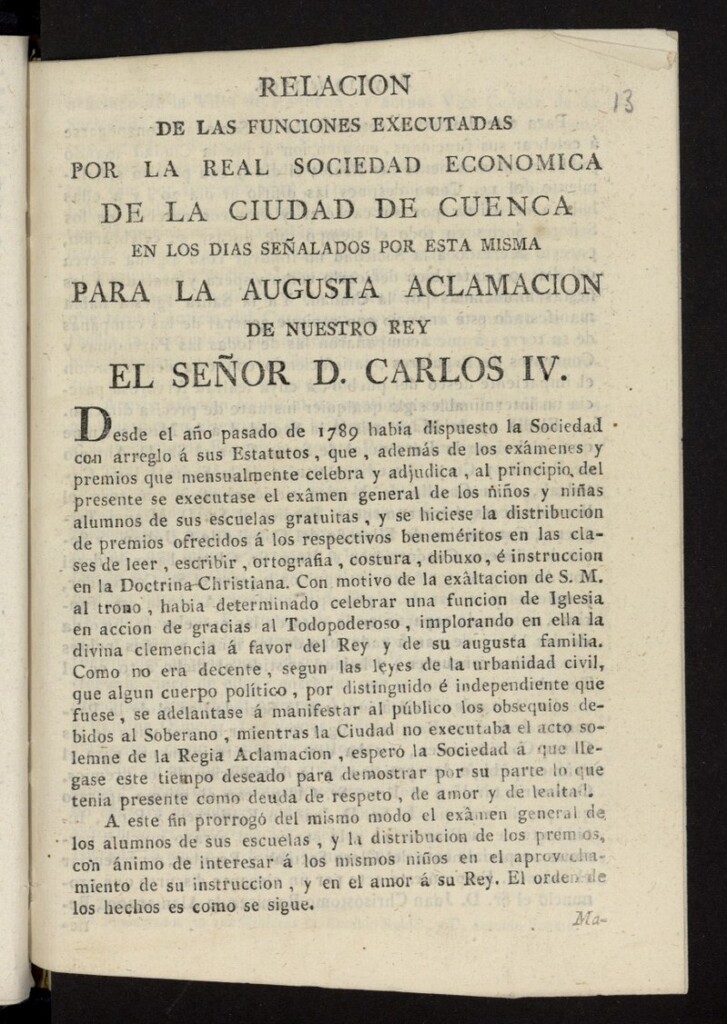 13
RELACION
DE LAS FUNCIONES EXECUTADAS
POR LA REAL SOCIEDAD ECONOMICA
DE LA CIUDAD DE CUENCA
EN LOS DIAS SEÑALADOS POR ESTA MISMA
PARA LA AUGUSTA ACLAMACION
DE NUESTRO REY
EL SEÑOR D. CARLOS IV.
Desde el año pasado de 1789 habia dispuesto la Sociedad
con arreglo á sus Estatutos, que, además de los exámenes y
premios que mensualmente celebra y adjudica, al principio del
presente se executase el exâmen general de los niños y niñas
alumnos de sus escuelas gratuitas, y se hiciese la distribucion
de premios ofrecidos á los respectivos beneméritos en las cla-
ses de leer, escribir, ortografia, costura, dibuxo, é instruccion
en la Doctrina Christiana. Con motivo de la exâltacion de S. M.
al trono, habia determinado celebrar una funcion de Iglesia
en accion de gracias al Todopoderoso, implorando en ella la
divina clemencia á favor del Rey y de su augusta familia.
Como no era decente, segun las leyes de la urbanidad civil,
que algun cuerpo político, por distinguido é independiente que
fuese, se adelantase á manifestar al público los obsequios de-
bidos al Soberano, mientras la Ciudad no executaba el acto so-
lemne de la Regia Aclamacion, esperó la Sociedad á que lle-
gase este tiempo deseado para demostrar por su parte lo que
tenia presente como deuda de respeto, de amor y de lealtad.
A este fin prorrogó del mismo modo el exâmen general de
los alumnos de sus escuelas, y la distribucion de los premios,
con ánimo de interesar á los mismos niños en el aprovecha-
miento de su instruccion, y en el amor á su Rey. El orden de
los hechos es como se sigue.
Ma-